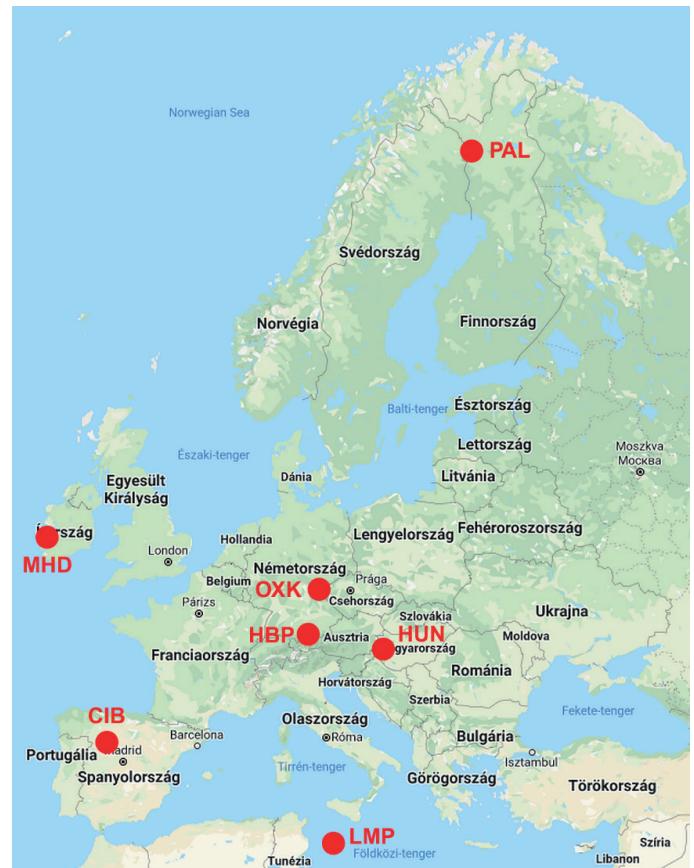 Norwegian Sea
PAL
Svédország
Norvégia
Finnország
Balti-tenger
Észtország
Északi-tenger
Lettország
Moszkva
Москва
Dánia
Litvánia
Egyesült
Királyság
Fehéroroszország
ország
Hollandia
Lengyelország
London
MHD
Németország
Belgium
OXK
Prága
Csehország
Párizs
Szlovákia
Ukrajna
HBP
Ausztria
HUN
Moldova
Franciaország
gyarország
Románia
Horvátország
Szerbia
CIB
Olaszország
Fekete-tenger
Barcelona
Róma
Bulgária
Portugália
adrid
Isztambul
Spanyolország
Tirrén-tenger
Görögország
Törökország
LMP
Földközi-tenger
Tunézia
Szíria
Libanon